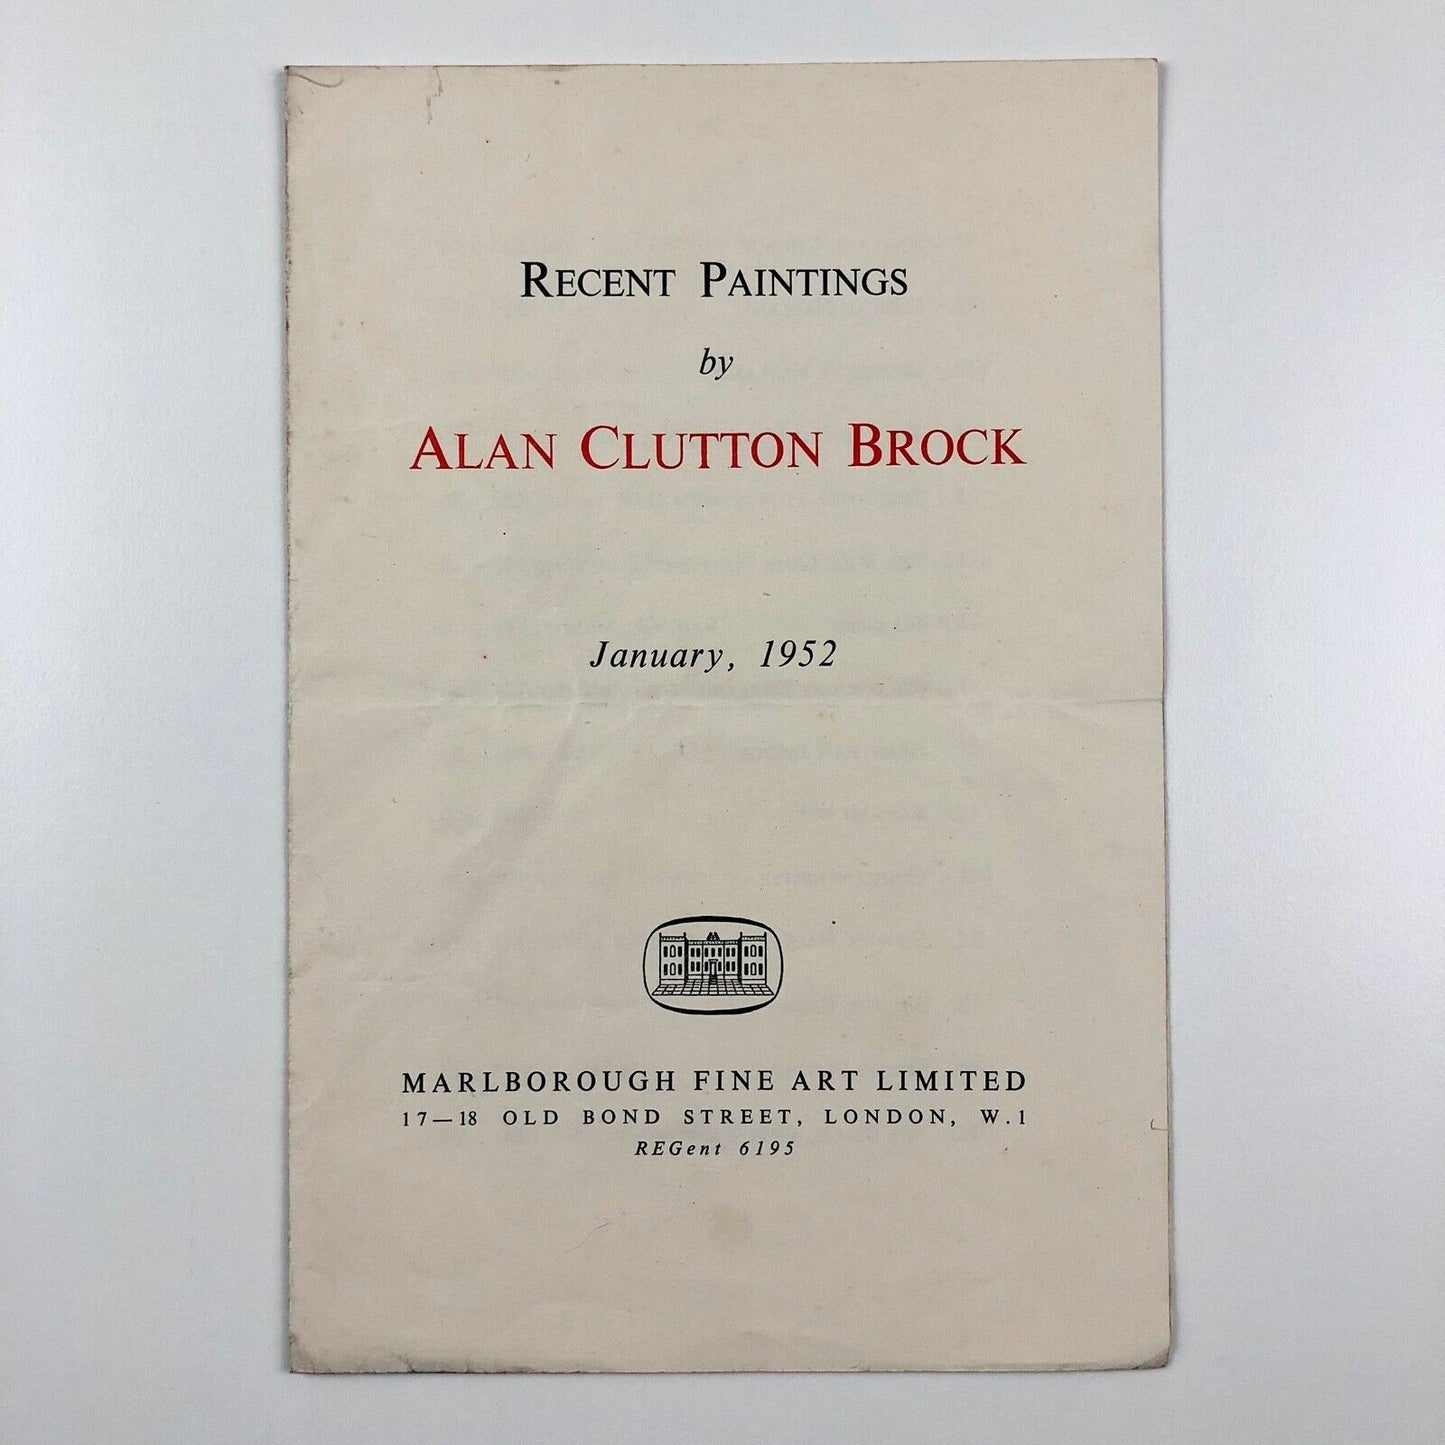 RECENT PAINTINGS
by
ALAN CLUTTON BROCK
January, 1952
MARLBOROUGH FINE ART LIMITED
17—18 OLD BOND STREET, LONDON, W.1
REGent 6195